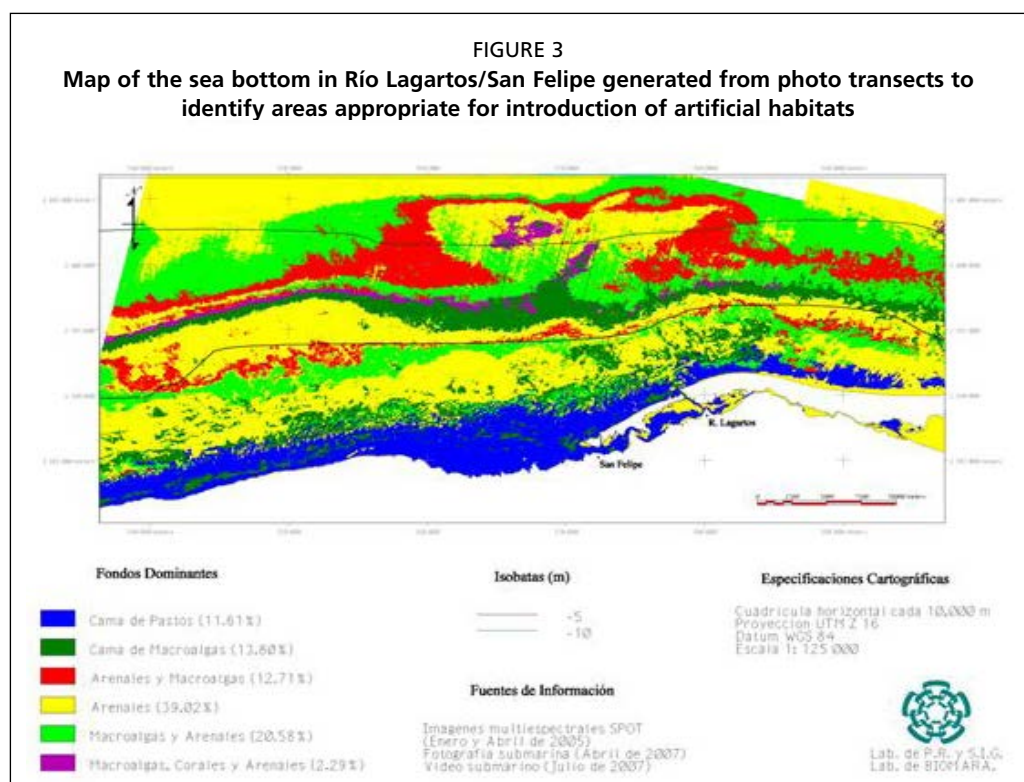 FIGURE 3
Map of the sea bottom in Río Lagartos/San Felipe generated from photo transects to
identify areas appropriate for introduction of artificial habitats
R. Lagartos
San Felipe
Fondos Dominantes
Cama de Pastos (11.61%)
Cama de Macroalgas (13.80%)
Arenales y Macroalgas (12.71%)
Arenales (39.02%)
Macroalgas y Arenales (20.58%)
Macroalgas, Corales y Arenales (2.29%)
Isobatas (m)
-5
-10
Fuentes de Información
Imagenes multiespectrales SPOT
(Enero y Abril de 2005)
Fotografia submarina (Abril de 2007)
Video submarino (Julio de 2007)
Especificaciones Cartográficas
Cuadricula horizontal cada 10,000 m
Proyeccion UTM Z 16
Datum WGS 84
Escala 1: 125 000
Lab. de P.R. y S.I.G.
Lab. de BIOMARA.